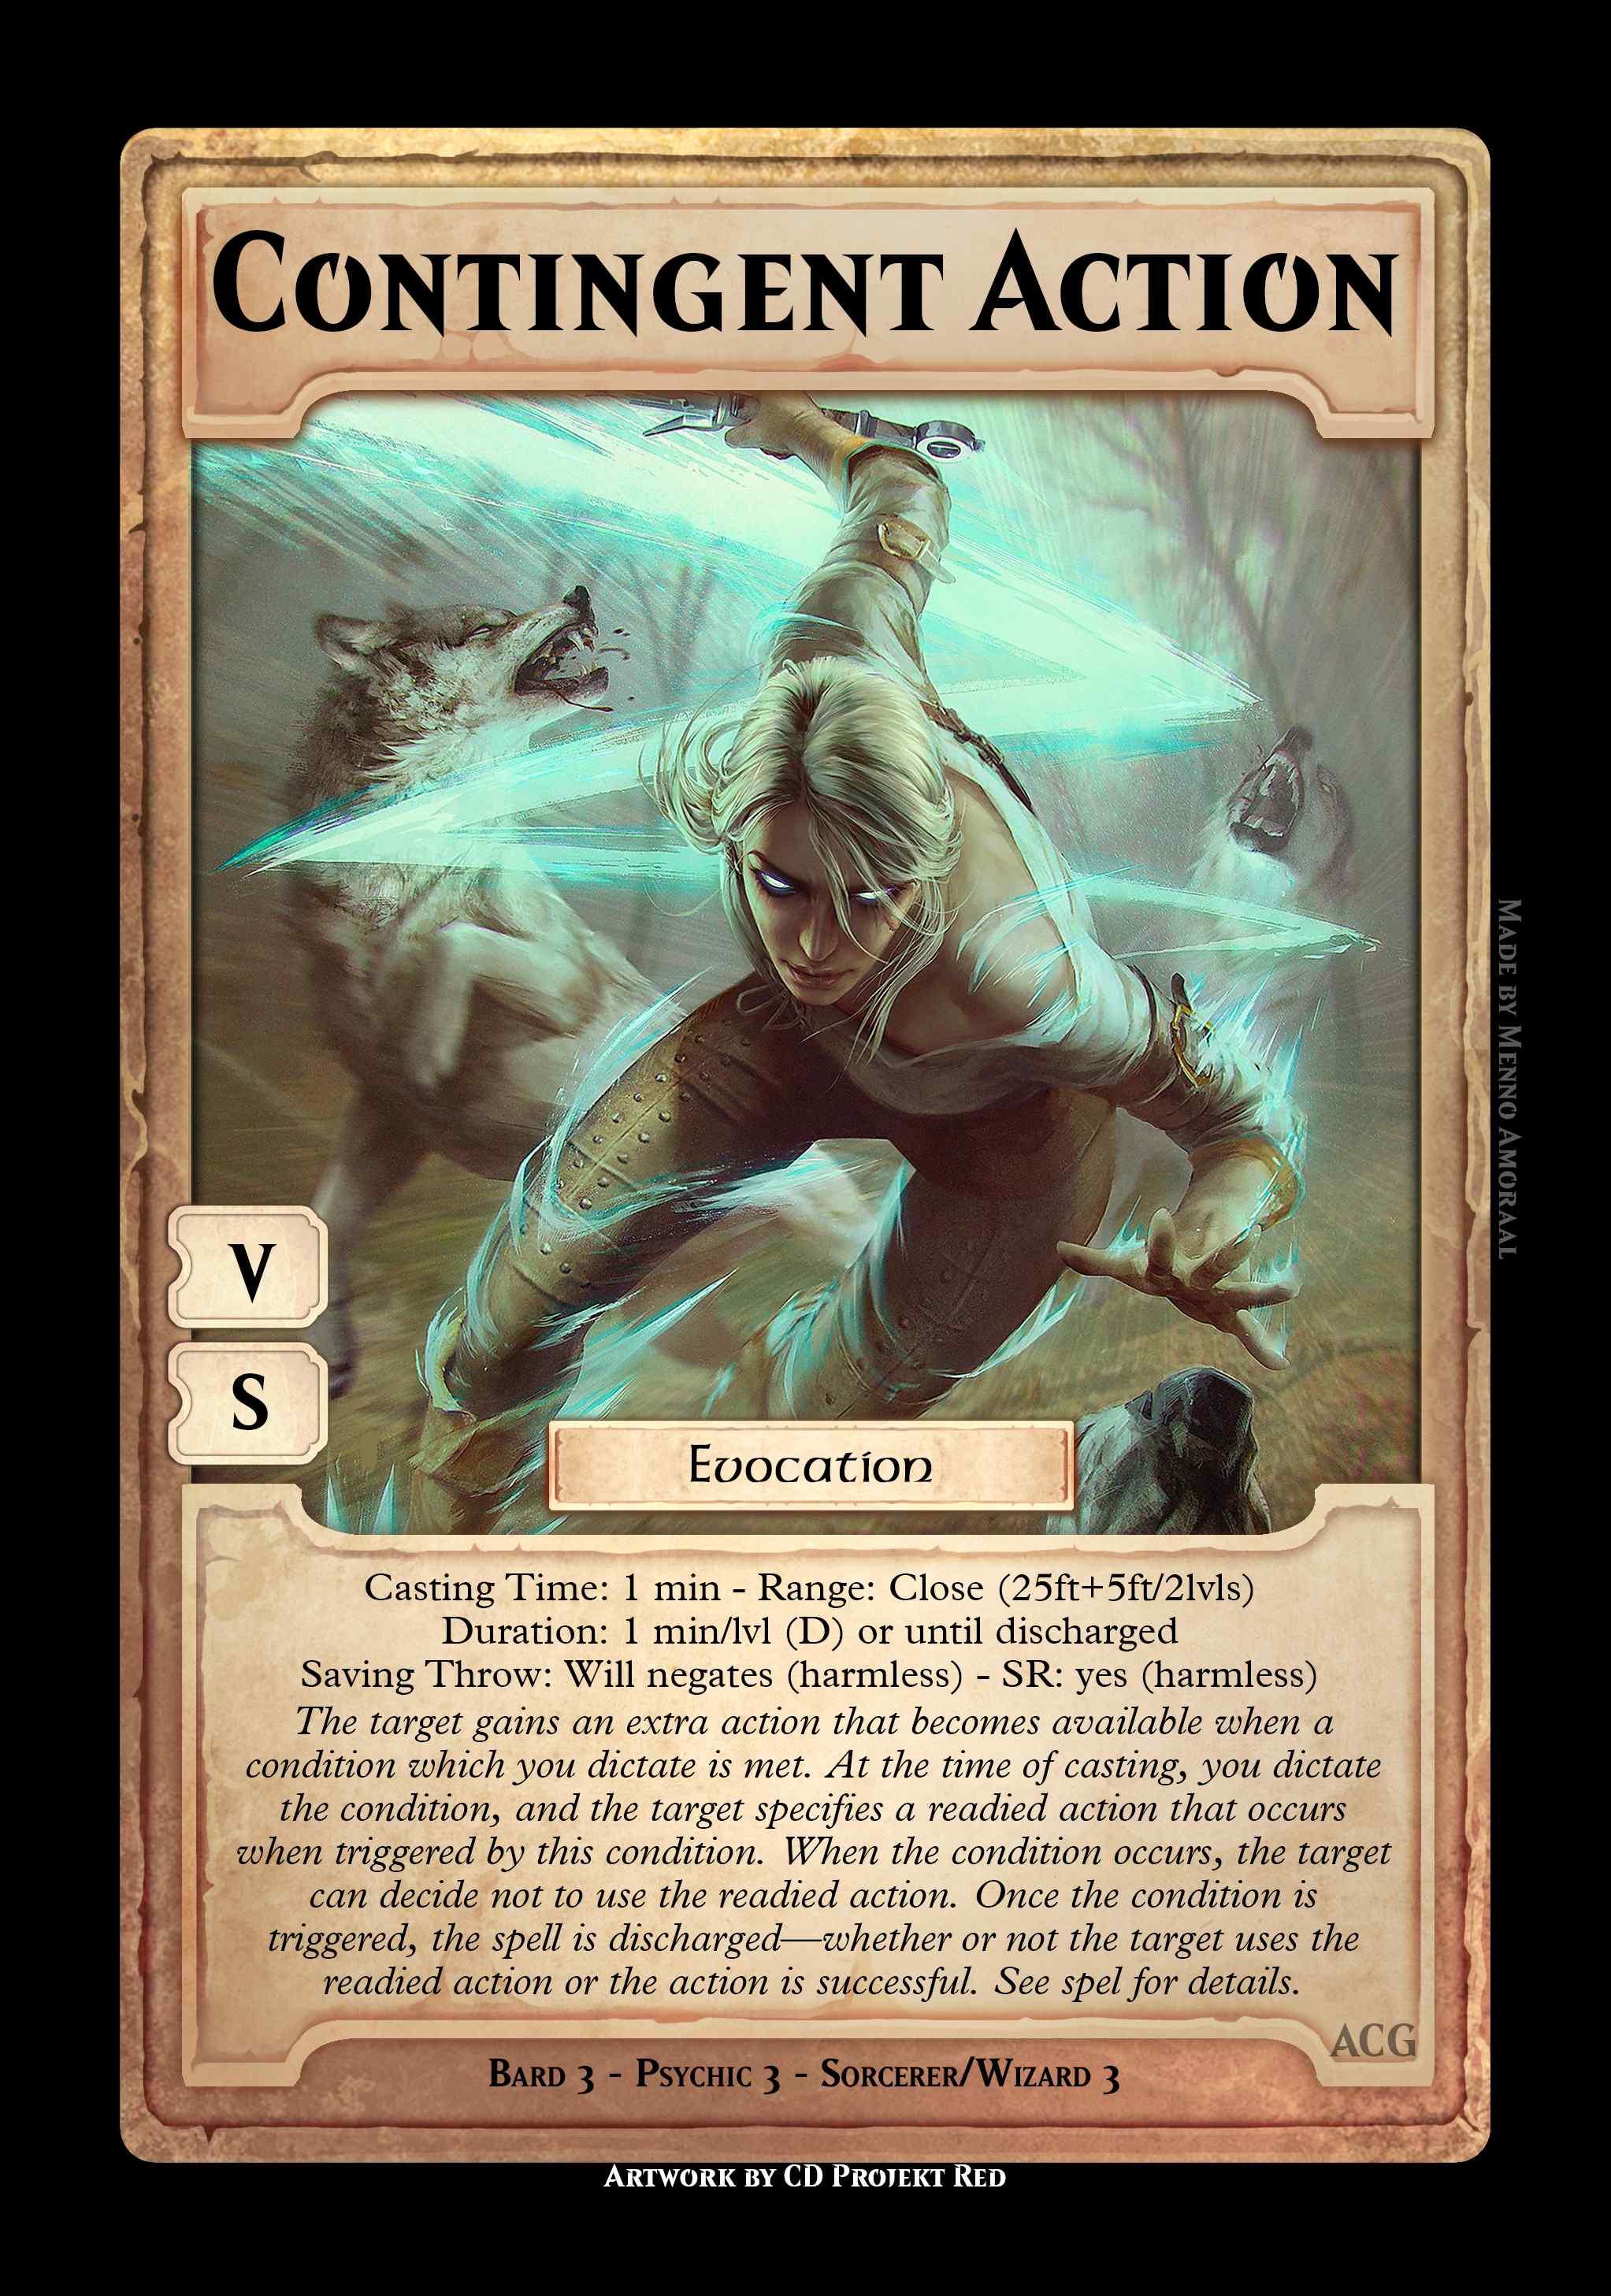 Contingent Action
Made by Menno Amoraal
V
S
Evocation
Casting Time: 1 min - Range: Close (25ft+5ft/2lvls)
Duration: 1 min/lvl (D) or until discharged
Saving Throw: Will negates (harmless) - SR: yes (harmless)
The target gains an extra action that becomes available when a
condition which you dictate is met. At the time of casting, you dictate
the condition, and the target specifies a readied action that occurs
when triggered by this condition. When the condition occurs, the target
can decide not to use the readied action. Once the condition is
triggered, the spell is discharged—whether or not the target uses the
readied action or the action is successful. See spel for details.
ACG
Bard 3 - Psychic 3 - Sorcerer/Wizard 3
Artwork by CD Projekt Red